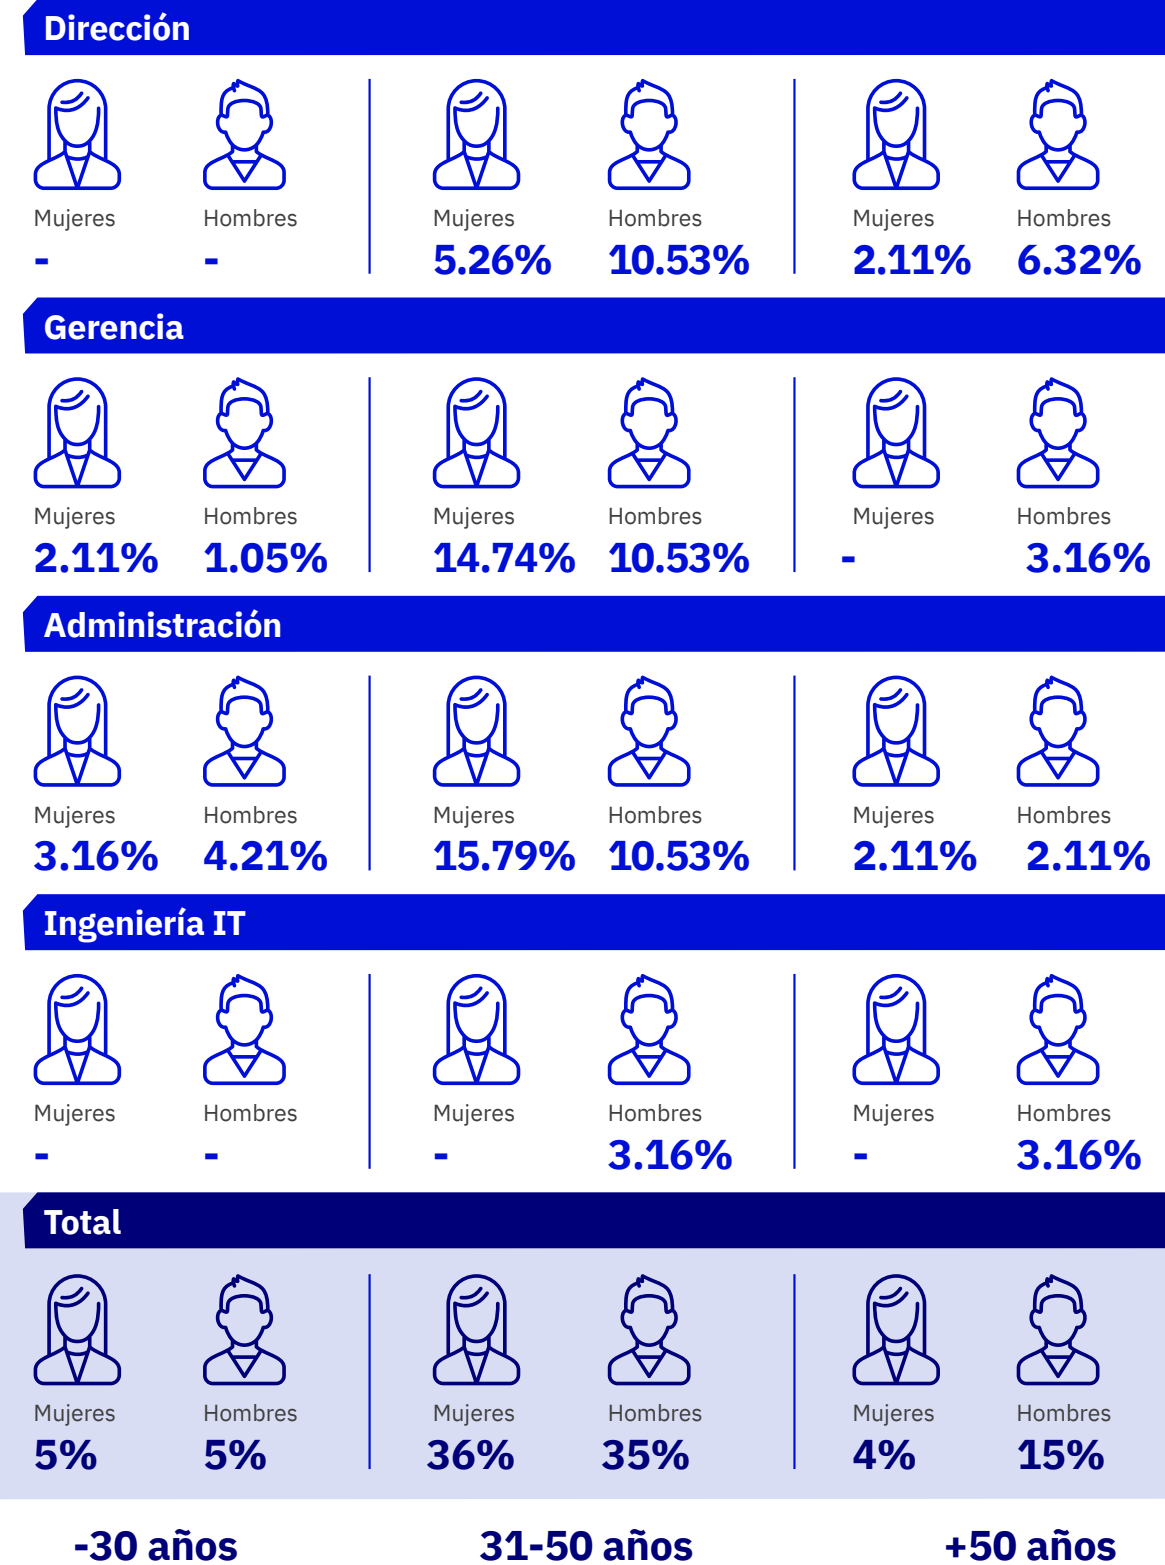 Dirección
Mujeres Hombres Mujeres Hombres Mujeres Hombres
- - 5.26% 10.53% 2.11% 6.32%
Gerencia
Mujeres Hombres Mujeres Hombres Mujeres Hombres
2.11% 1.05% 14.74% 10.53% - 3.16%
Administración
Mujeres Hombres Mujeres Hombres Mujeres Hombres
3.16% 4.21% 15.79% 10.53% 2.11% 2.11%
Ingeniería IT
Mujeres Hombres Mujeres Hombres Mujeres Hombres
- - - 3.16% - 3.16%
Total
Mujeres Hombres Mujeres Hombres Mujeres Hombres
5% 5% 36% 35% 4% 15%
-30 años 31-50 años +50 años